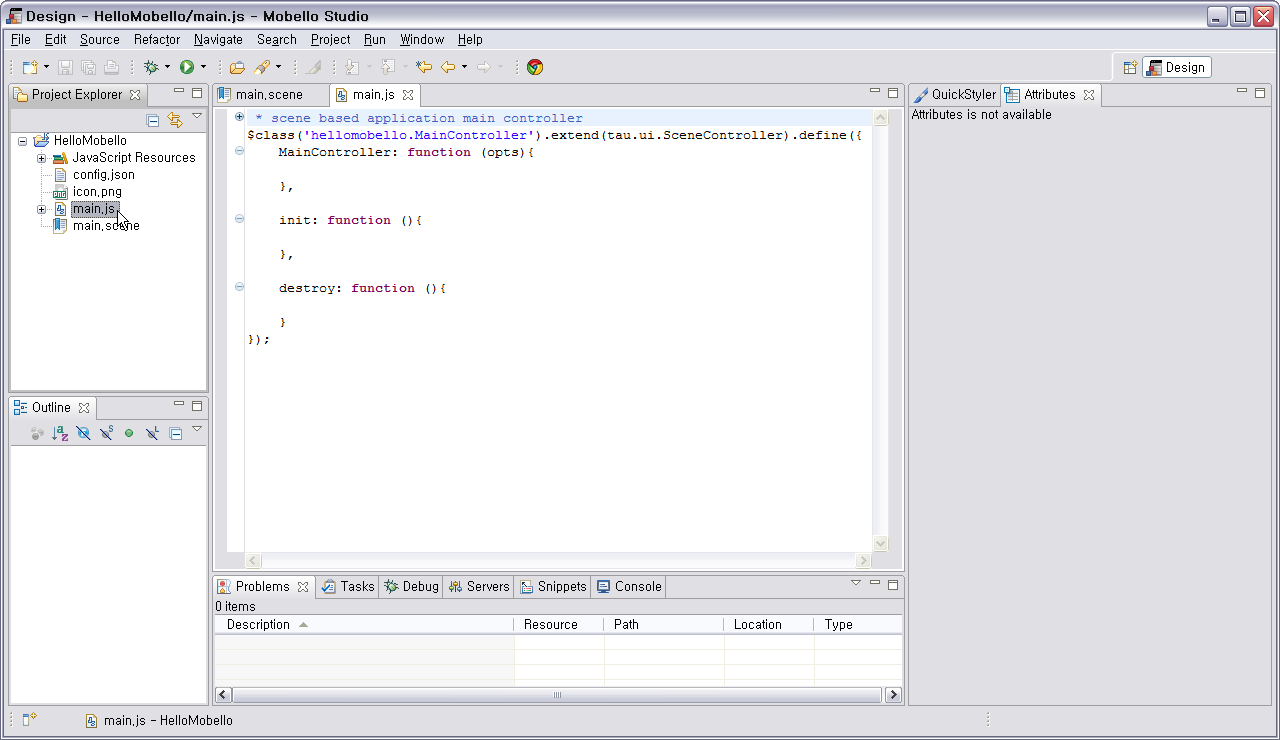 Design - HelloMobello/main.js - Mobello Studio
File Edit Source Refactor Navigate Search Project Run Window Help
Design
Project Explorer
HelloMobello
JavaScript Resources
config.json
icon.png
main.js
main.scene
Outline
main.scene main.js
* scene based application main controller
$class('hellomobello.MainController').extend(tau.ui.SceneController).define({
MainController: function (opts){
},
init: function (){
},
destroy: function (){
}
});
QuickStyler Attributes
Attributes is not available
Problems Tasks Debug Servers Snippets Console
0 items
Description Resource Path Location Type
main.js - HelloMobello